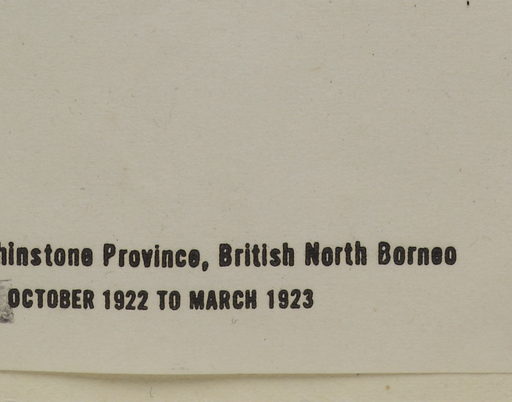 hinstone Province, British North Borneo
OCTOBER 1922 TO MARCH 1923